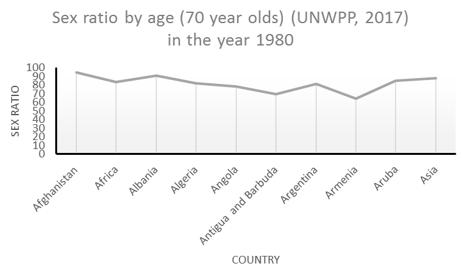 Sex ratio by age (70 year olds) (UNWPP, 2017)
in the year 1980
SEX RATIO
100
90
80
70
60
50
40
30
20
10
0
Afghanistan
Africa
Albania
Algeria
Angola
Antigua and Barbuda
Argentina
Armenia
Aruba
Asia
COUNTRY